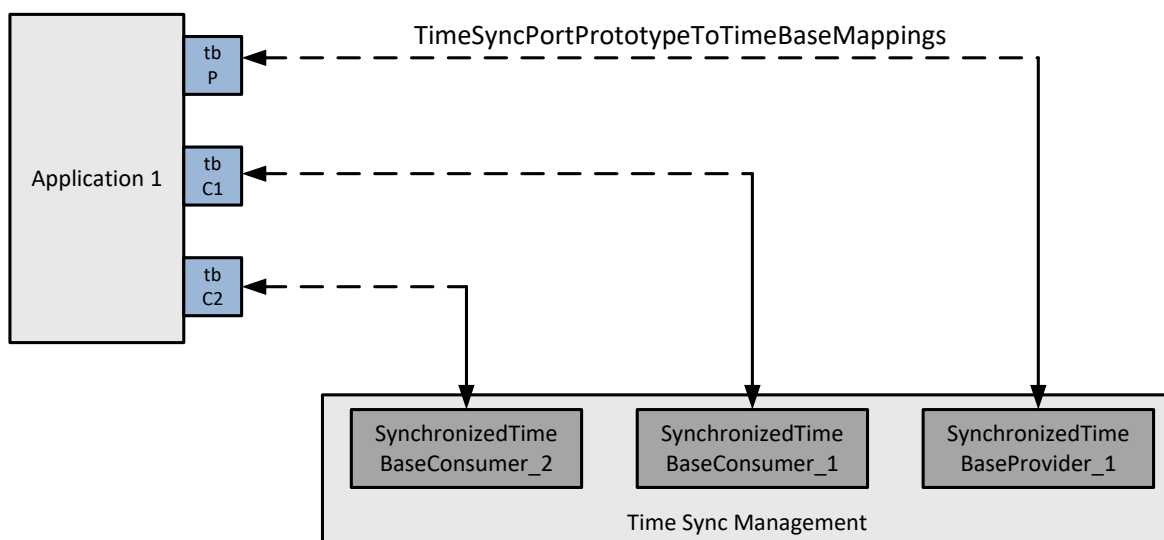 TimeSyncPortPrototypeToTimeBaseMappings
tb
P
Application 1
tb
C1
tb
C2
SynchronizedTime
BaseConsumer_2
SynchronizedTime
BaseConsumer_1
SynchronizedTime
BaseProvider_1
Time Sync Management